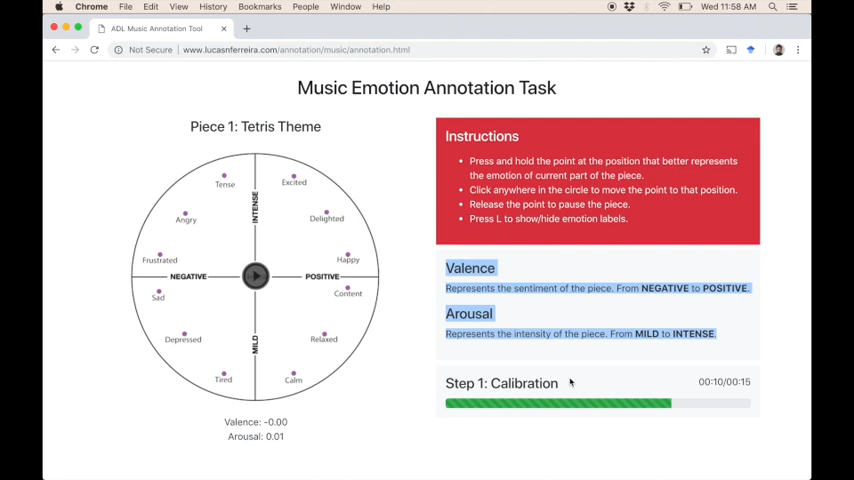 Chrome File Edit View History Bookmarks People Window Help
Wed 11:58 AM
ADL Music Annotation Tool
Not Secure www.lucasnferreira.com/annotation/music/annotation.html
Music Emotion Annotation Task
Piece 1: Tetris Theme
Tense
Excited
Angry
Delighted
INTENSE
Frustrated
Happy
NEGATIVE
POSITIVE
Sad
Content
Depressed
Relaxed
MILD
Tired
Calm
Valence: -0.00
Arousal: 0.01
Instructions
Press and hold the point at the position that better represents
the emotion of current part of the piece.
Click anywhere in the circle to move the point to that position.
Release the point to pause the piece.
Press L to show/hide emotion labels.
Valence
Represents the sentiment of the piece. From NEGATIVE to POSITIVE.
Arousal
Represents the intensity of the piece. From MILD to INTENSE.
Step 1: Calibration
00:10/00:15